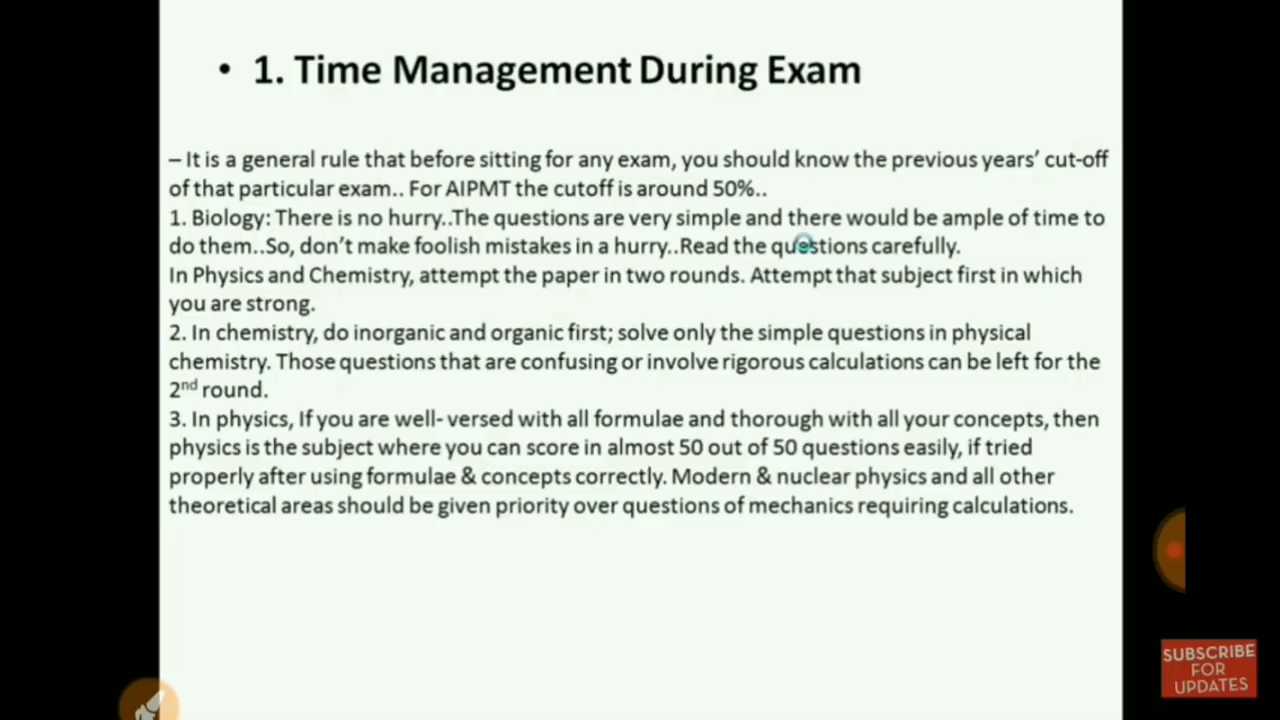 • 1. Time Management During Exam
– It is a general rule that before sitting for any exam, you should know the previous years’ cut-off
of that particular exam.. For AIPMT the cutoff is around 50%..
1. Biology: There is no hurry..The questions are very simple and there would be ample of time to
do them..So, don’t make foolish mistakes in a hurry..Read the questions carefully.
In Physics and Chemistry, attempt the paper in two rounds. Attempt that subject first in which
you are strong.
2. In chemistry, do inorganic and organic first; solve only the simple questions in physical
chemistry. Those questions that are confusing or involve rigorous calculations can be left for the
2nd round.
3. In physics, If you are well- versed with all formulae and thorough with all your concepts, then
physics is the subject where you can score in almost 50 out of 50 questions easily, if tried
properly after using formulae & concepts correctly. Modern & nuclear physics and all other
theoretical areas should be given priority over questions of mechanics requiring calculations.
SUBSCRIBE
FOR
UPDATES